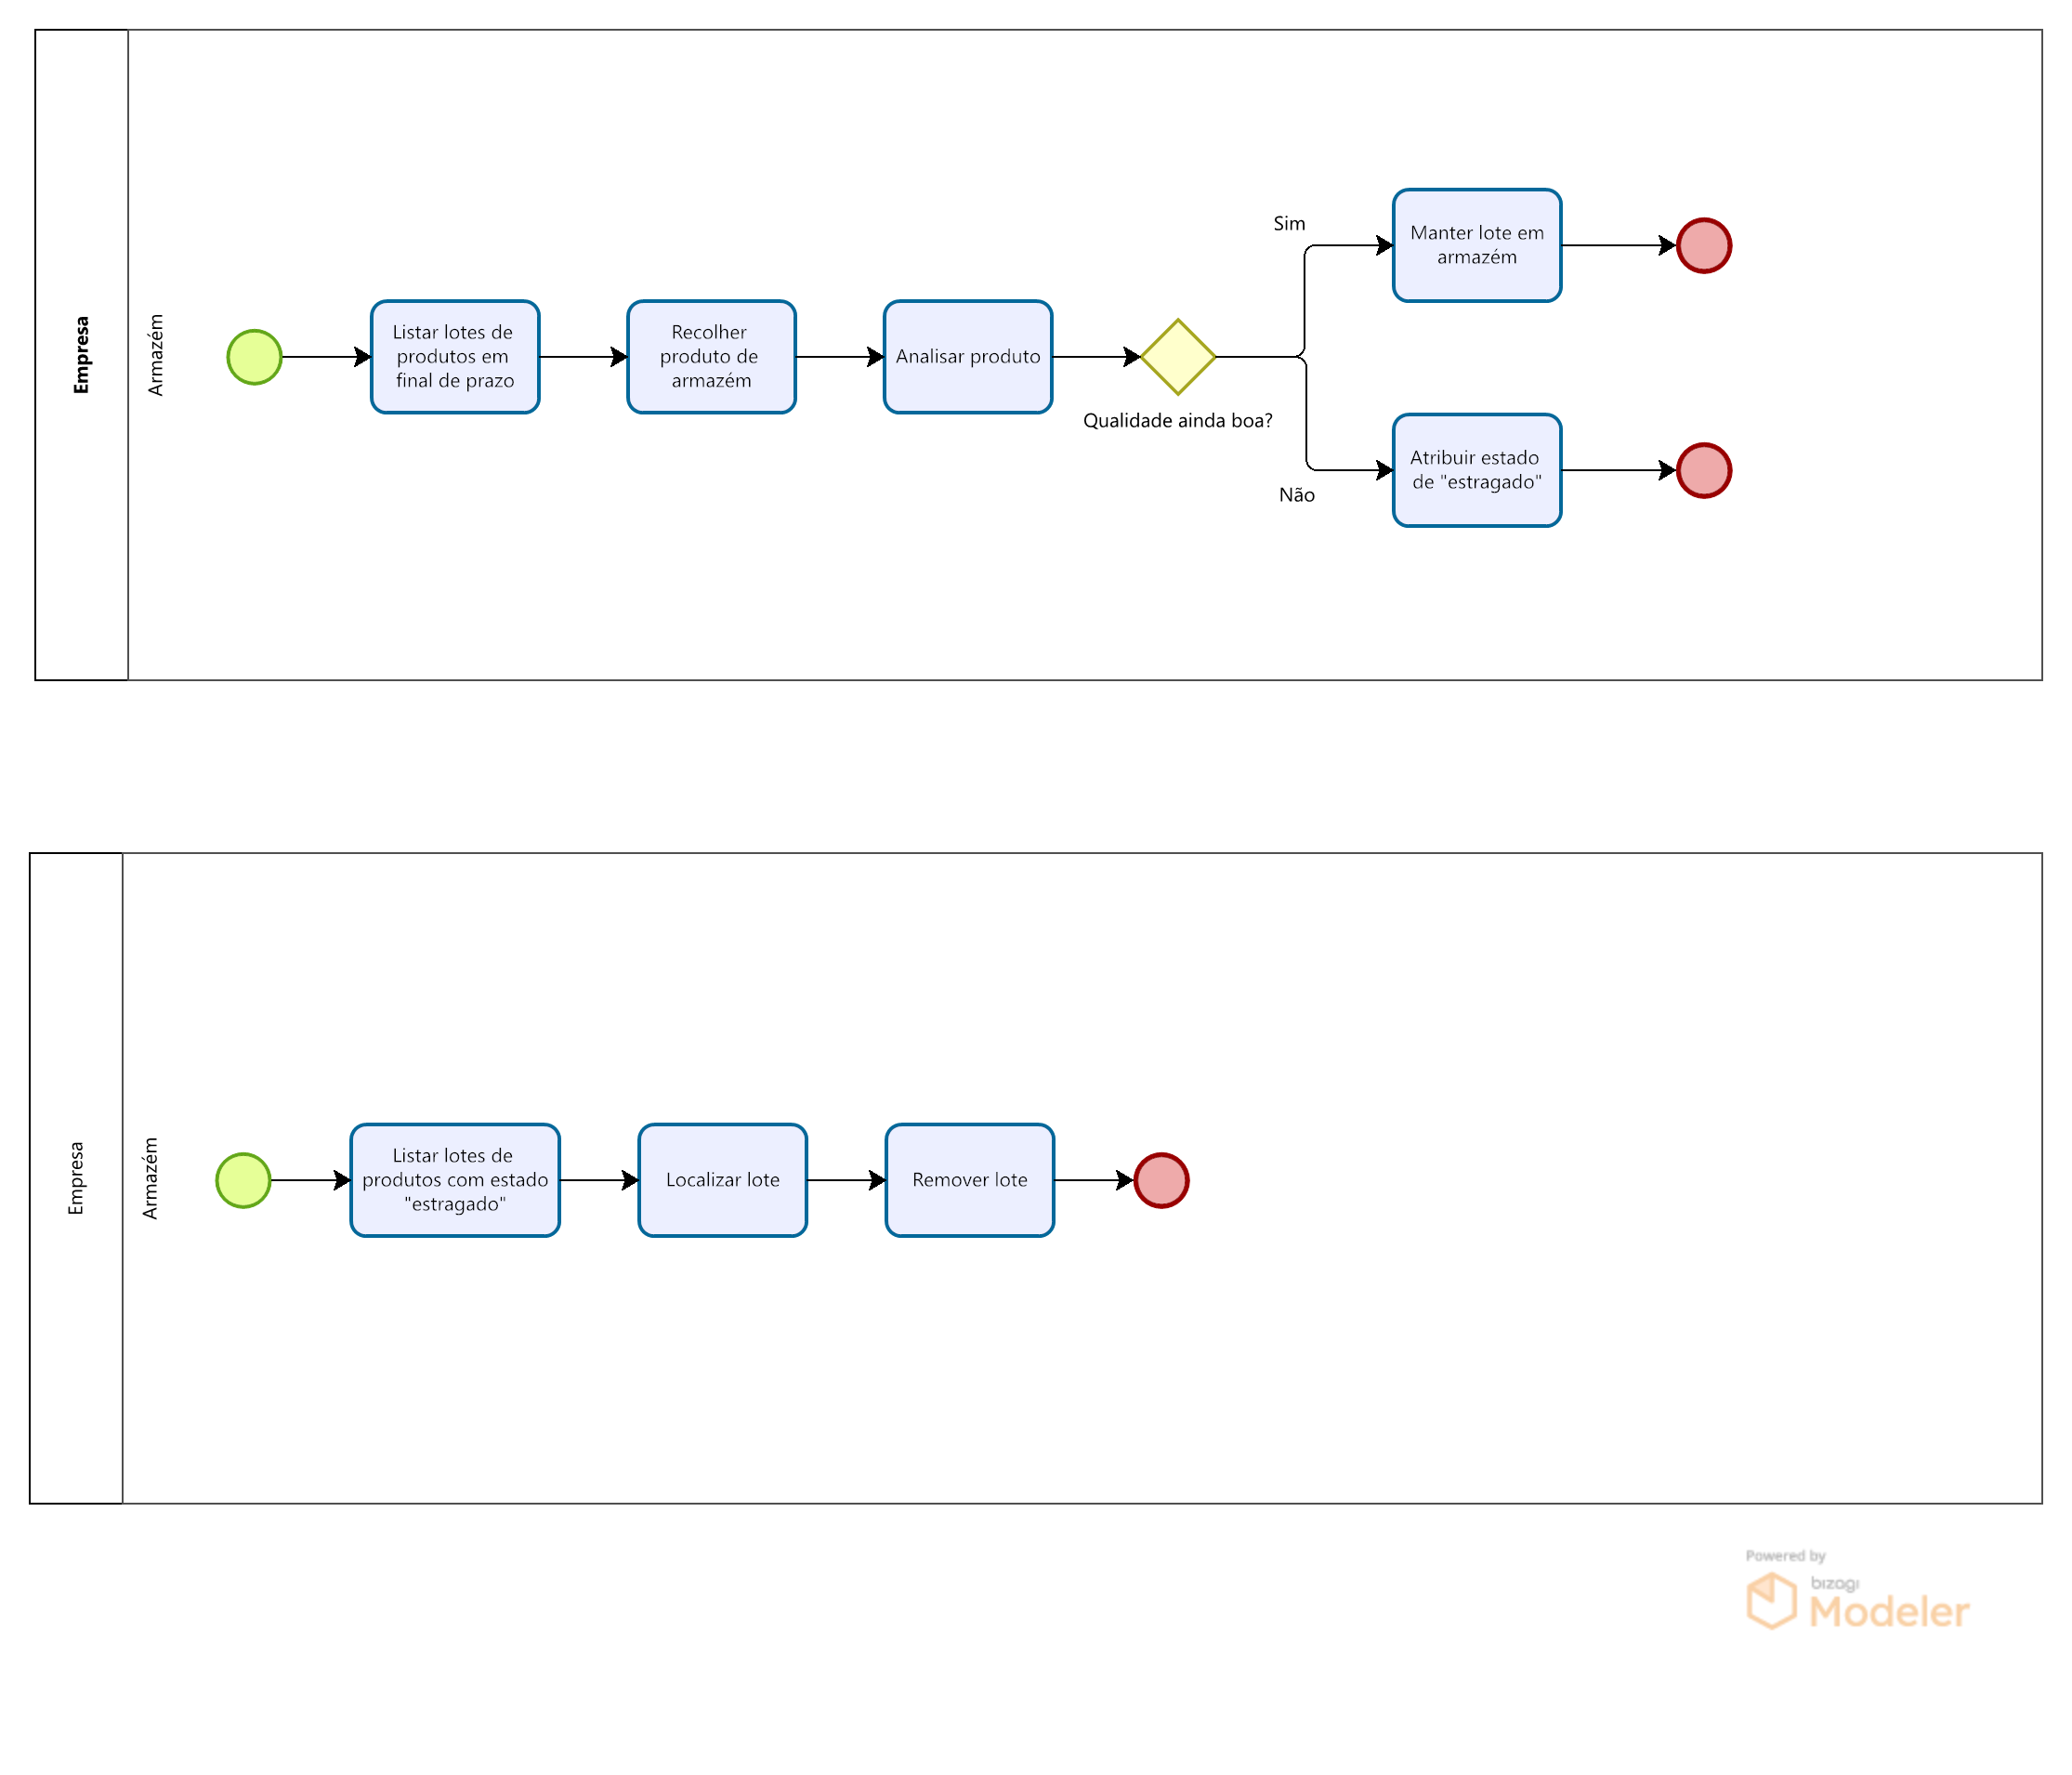 Empresa
Armazém
Listar lotes de
produtos em
final de prazo
Recolher
produto de
armazém
Analisar produto
Qualidade ainda boa?
Sim
Manter lote em
armazém
Não
Atribuir estado
de "estragado"
Empresa
Armazém
Listar lotes de
produtos com estado
"estragado"
Localizar lote
Remover lote
Powered by
bizagi
Modeler